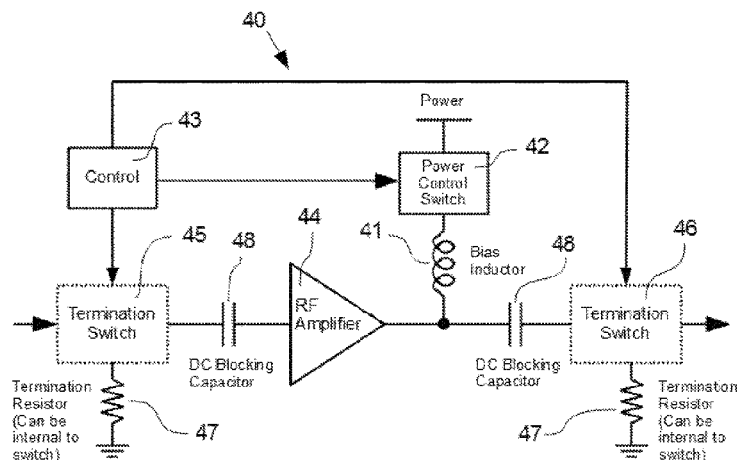 40
43
Control
Power
42
Power
Control
Switch
45
48
44
41
Bias
Inductor
48
46
Termination
Switch
RF
Amplifier
Termination
Switch
DC Blocking
Capacitor
DC Blocking
Capacitor
Termination
Resistor
(Can be
internal to
switch)
47
47
Termination
Resistor
(Can be
internal to
switch)